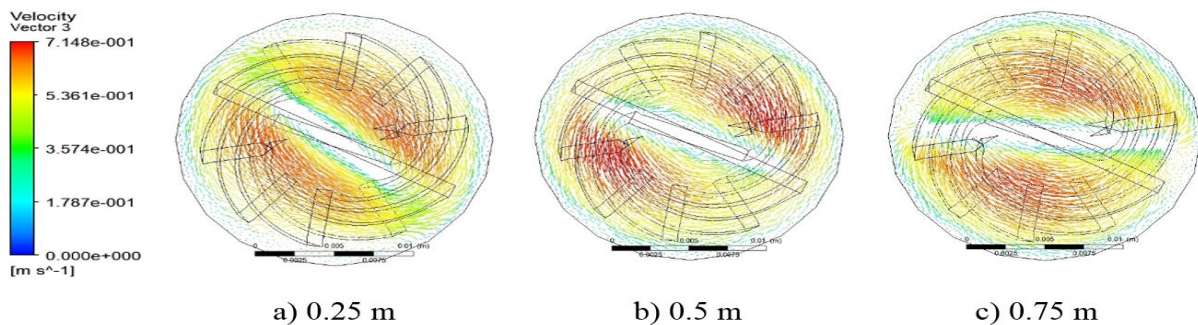 Velocity
Vector 3
7.148e-001
5.361e-001
3.574e-001
1.787e-001
0.000e+000
[m s^-1]
0 0.005 0.01 (m)
0.0025 0.0075
0 0.005 0.01 (m)
0.0025 0.0075
0 0.005 0.01 (m)
0.0025 0.0075
a) 0.25 m
b) 0.5 m
c) 0.75 m